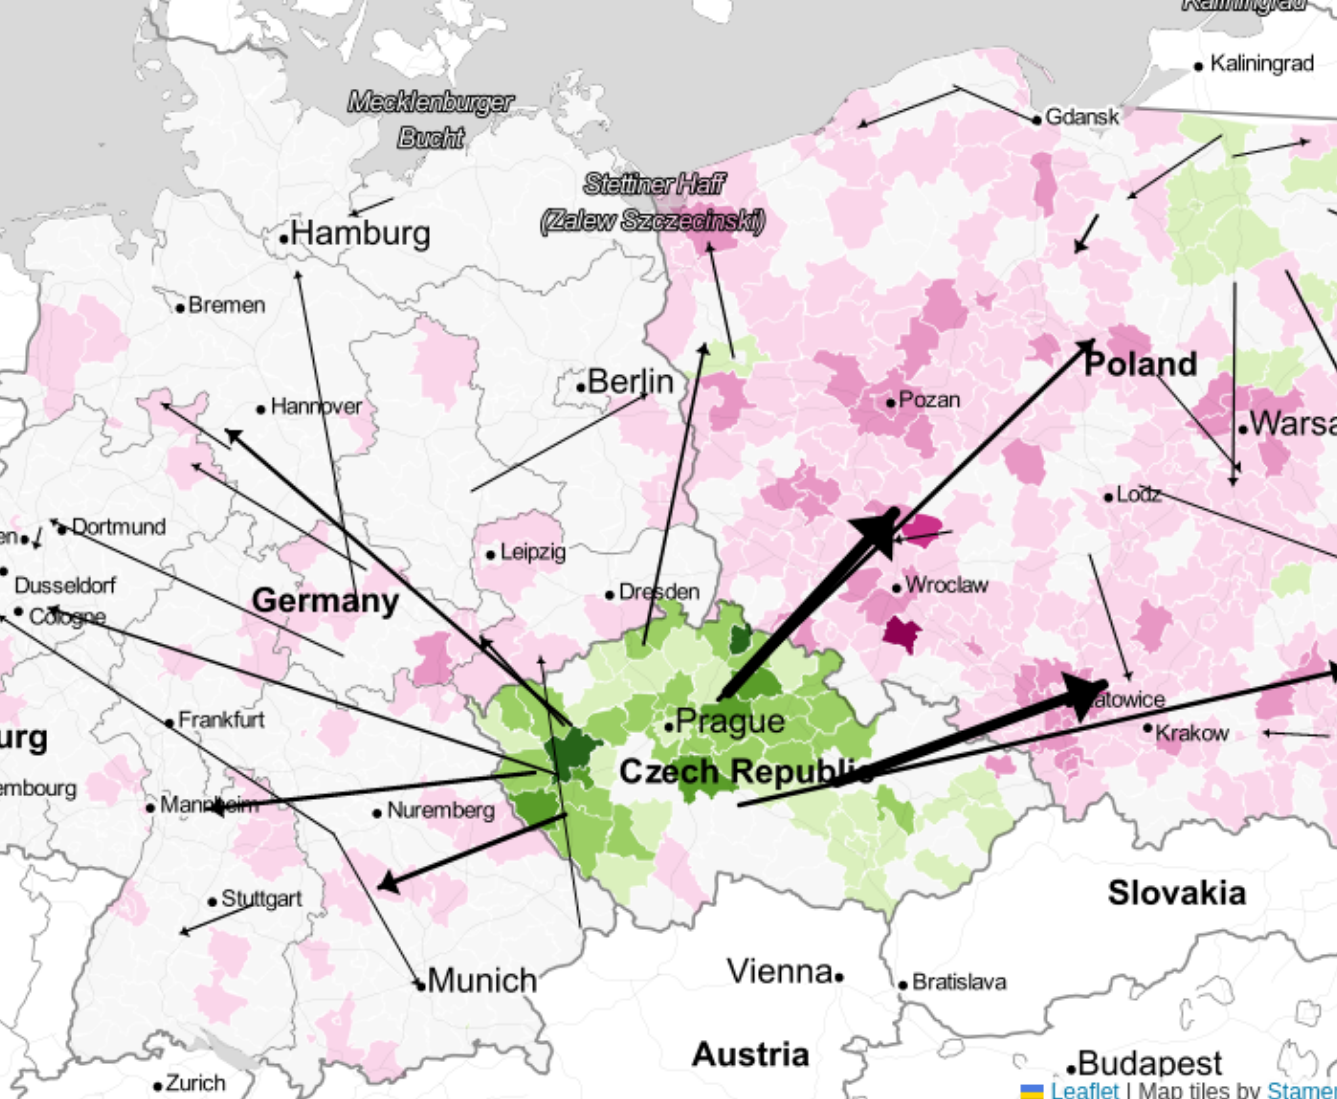 Kaliningrad
Kaliningrad
Mecklenburger
Bucht
Gdansk
Stettiner Haff
(Zalew Szczecinski)
Hamburg
Bremen
Berlin
Poland
Hannover
Pozan
Warsa
Lodz
Dortmund
en
Leipzig
Dusseldorf
Dresden
Wroclaw
Germany
Cologne
Katowice
Frankfurt
Prague
Krakow
urg
Czech Republic
embourg
Mannheim
Nuremberg
Stuttgart
Slovakia
Vienna
Munich
Bratislava
Austria
Budapest
Zurich
Leaflet | Map tiles by Stamen